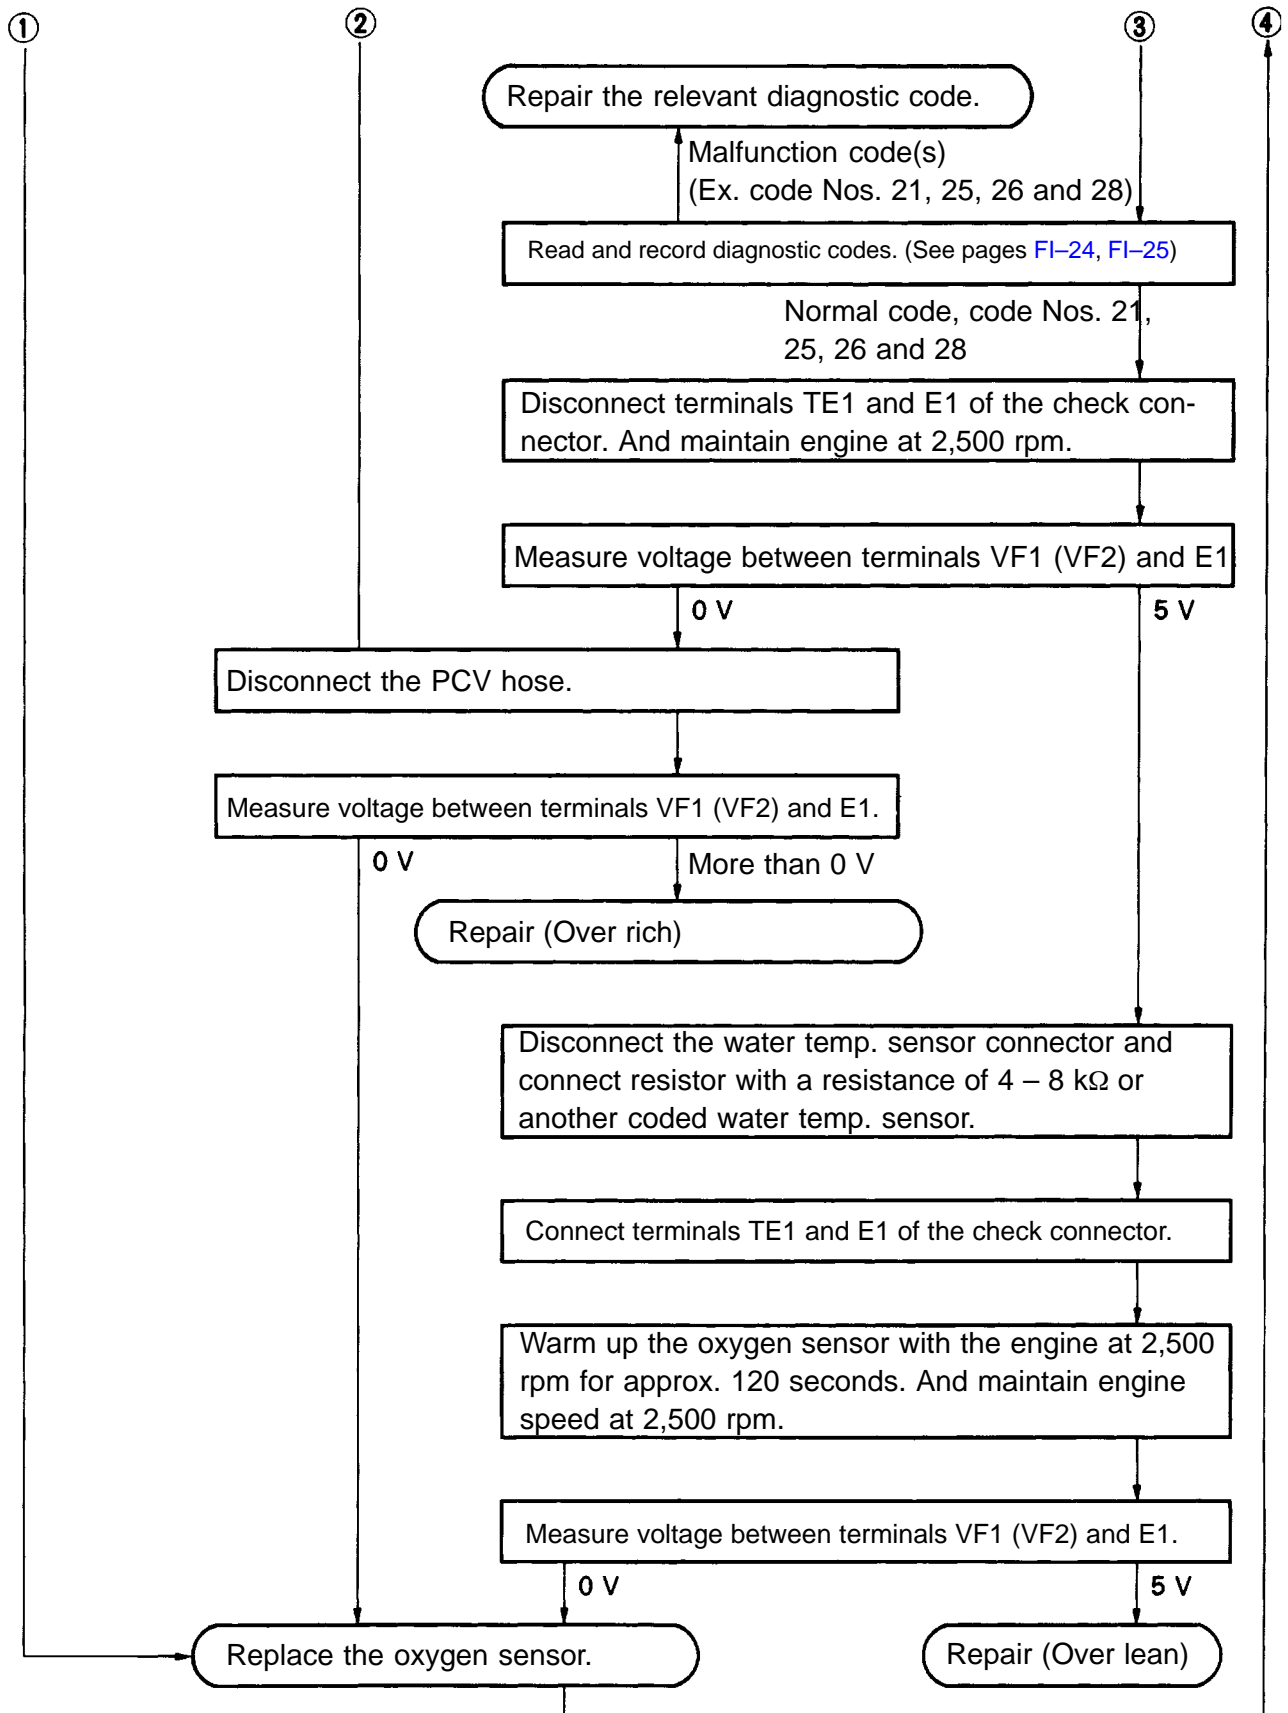 ① ② ③ ④
Repair the relevant diagnostic code.
Malfunction code(s)
(Ex. code Nos. 21, 25, 26 and 28)
Read and record diagnostic codes. (See pages FI–24, FI–25)
Normal code, code Nos. 21,
25, 26 and 28
Disconnect terminals TE1 and E1 of the check con-
nector. And maintain engine at 2,500 rpm.
Measure voltage between terminals VF1 (VF2) and E1
0 V 5 V
Disconnect the PCV hose.
Measure voltage between terminals VF1 (VF2) and E1.
0 V More than 0 V
Repair (Over rich)
Disconnect the water temp. sensor connector and
connect resistor with a resistance of 4 – 8 kΩ or
another coded water temp. sensor.
Connect terminals TE1 and E1 of the check connector.
Warm up the oxygen sensor with the engine at 2,500
rpm for approx. 120 seconds. And maintain engine
speed at 2,500 rpm.
Measure voltage between terminals VF1 (VF2) and E1.
0 V 5 V
Replace the oxygen sensor. Repair (Over lean)